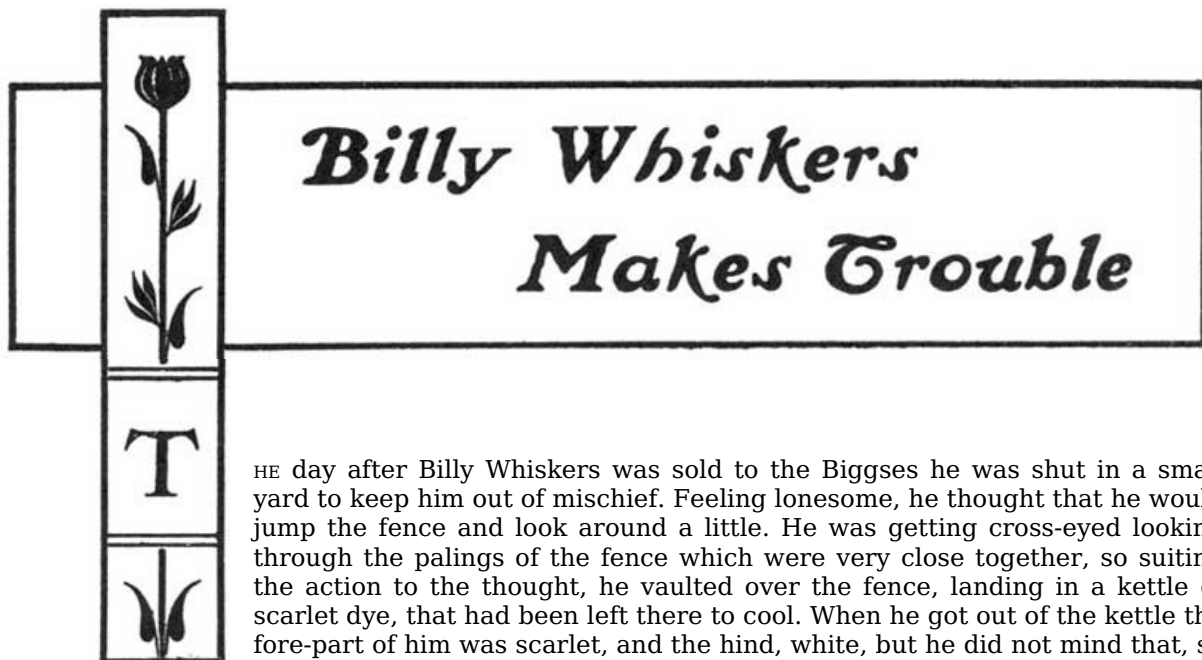 Billy Whiskers
Makes Trouble
THE day after Billy Whiskers was sold to the Biggses he was shut in a sma
yard to keep him out of mischief. Feeling lonesome, he thought that he woul
jump the fence and look around a little. He was getting cross-eyed lookin
through the palings of the fence which were very close together, so suitin
the action to the thought, he vaulted over the fence, landing in a kettle
scarlet dye, that had been left there to cool. When he got out of the kettle th
fore-part of him was scarlet, and the hind, white, but he did not mind that, s